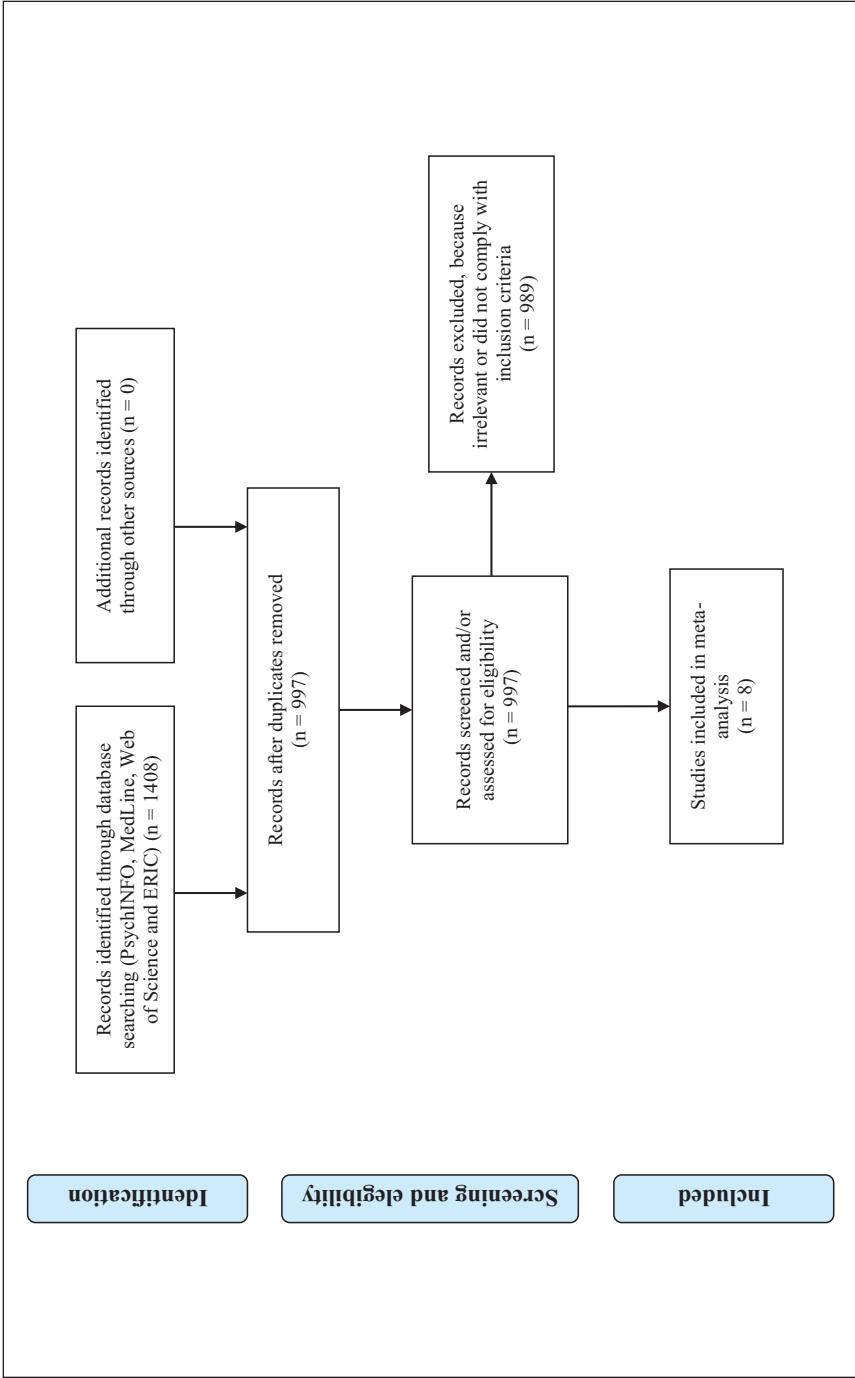 Identification
Records identified through database
searching (PsychINFO, MedLine, Web
of Science and ERIC) (n = 1408)
Additional records identified
through other sources (n = 0)
Screening and elegibility
Records after duplicates removed
(n = 997)
Records screened and/or
assessed for eligibility
(n = 997)
Records excluded, because
irrelevant or did not comply with
inclusion criteria
(n = 989)
Included
Studies included in meta-
analysis
(n = 8)